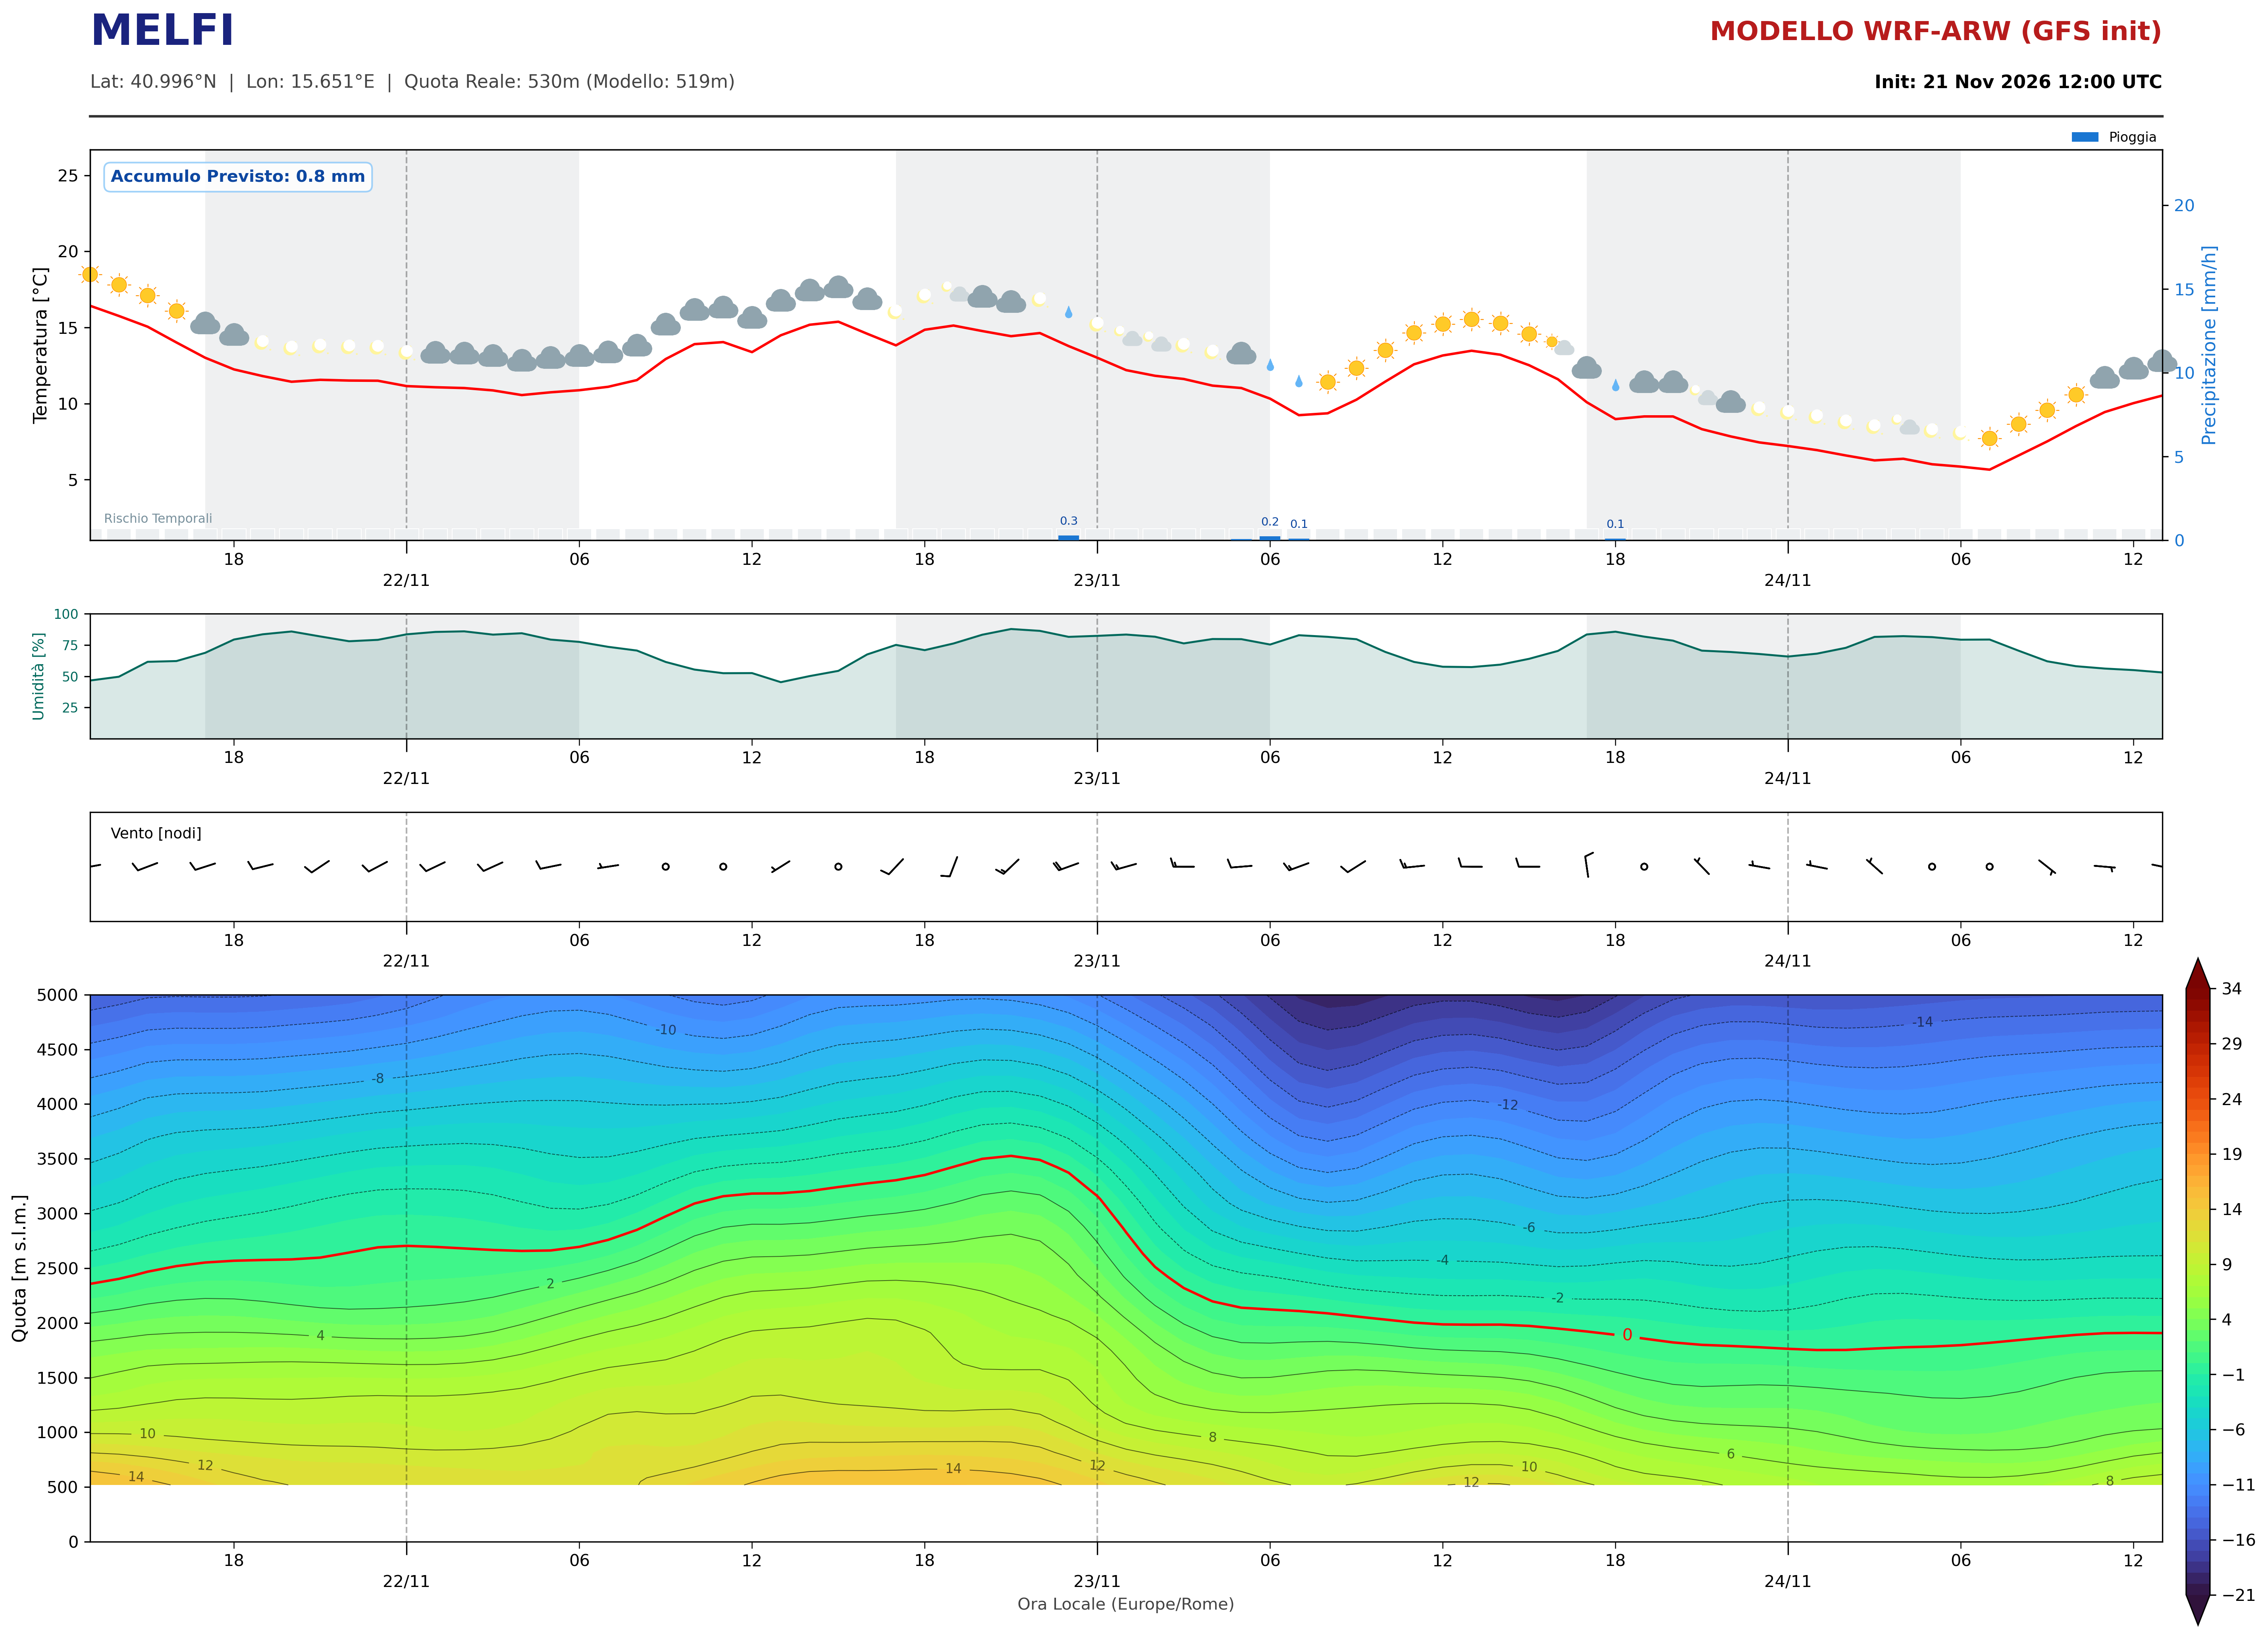 MELFI
MODELLO WRF-ARW (GFS init)
Lat: 40.996°N | Lon: 15.651°E | Quota Reale: 530m (Modello: 519m)
Init: 21 Nov 2026 12:00 UTC
Pioggia
Accumulo Previsto: 0.8 mm
Temperatura [°C]
25
20
15
10
5
Precipitazione [mm/h]
20
15
10
5
0
Rischio Temporali
0.3
0.2
0.1
0.1
18 06 12 18 06 12 18 06 12
22/11 23/11 24/11
Umidità [%]
100
75
50
25
18 06 12 18 06 12 18 06 12
22/11 23/11 24/11
Vento [nodi]
18 06 12 18 06 12 18 06 12
22/11 23/11 24/11
Quota [m s.l.m.]
5000
4500
4000
3500
3000
2500
2000
1500
1000
500
0
-10
-14
-8
-12
-6
-4
2
-2
4
0
10
8
12
6
14
14
12
12
10
8
18 06 12 18 06 12 18 06 12
22/11 23/11 24/11
Ora Locale (Europe/Rome)
34
29
24
19
14
9
4
−1
−6
−11
−16
−21